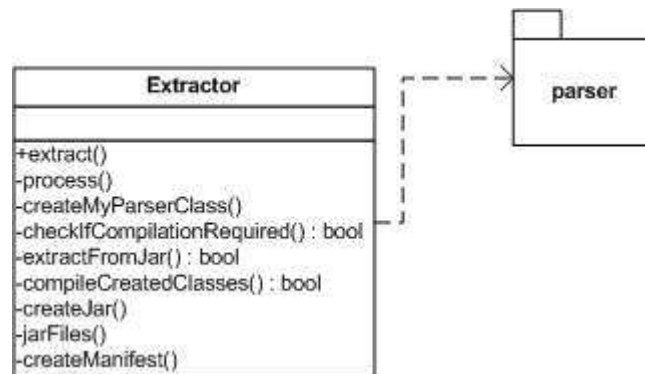 Extractor
+extract()
-process()
-createMyParserClass()
-checkIfCompilationRequired() : bool
-extractFromJar() : bool
-compileCreatedClasses() : bool
-createJar()
-jarFiles()
-createManifest()
parser